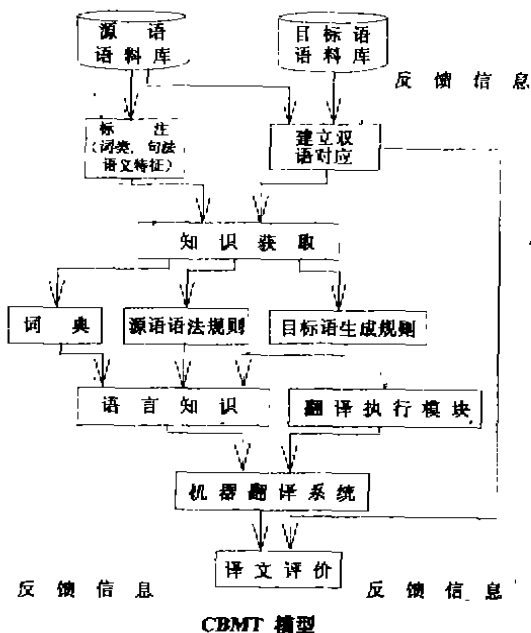 源 语
语 料 库
目 标 语
语 料 库
反 馈 信 息
标 注
(词类, 句法
语义特征)
建立双
语对应
知 识 获 取
词 典
源语语法规则
目标语生成规则
语 言 知 识
翻 译 执 行 模 块
机 器 翻 译 系 统
译 文 评 价
反 馈 信 息
反 馈 信 息
CBMT 模型